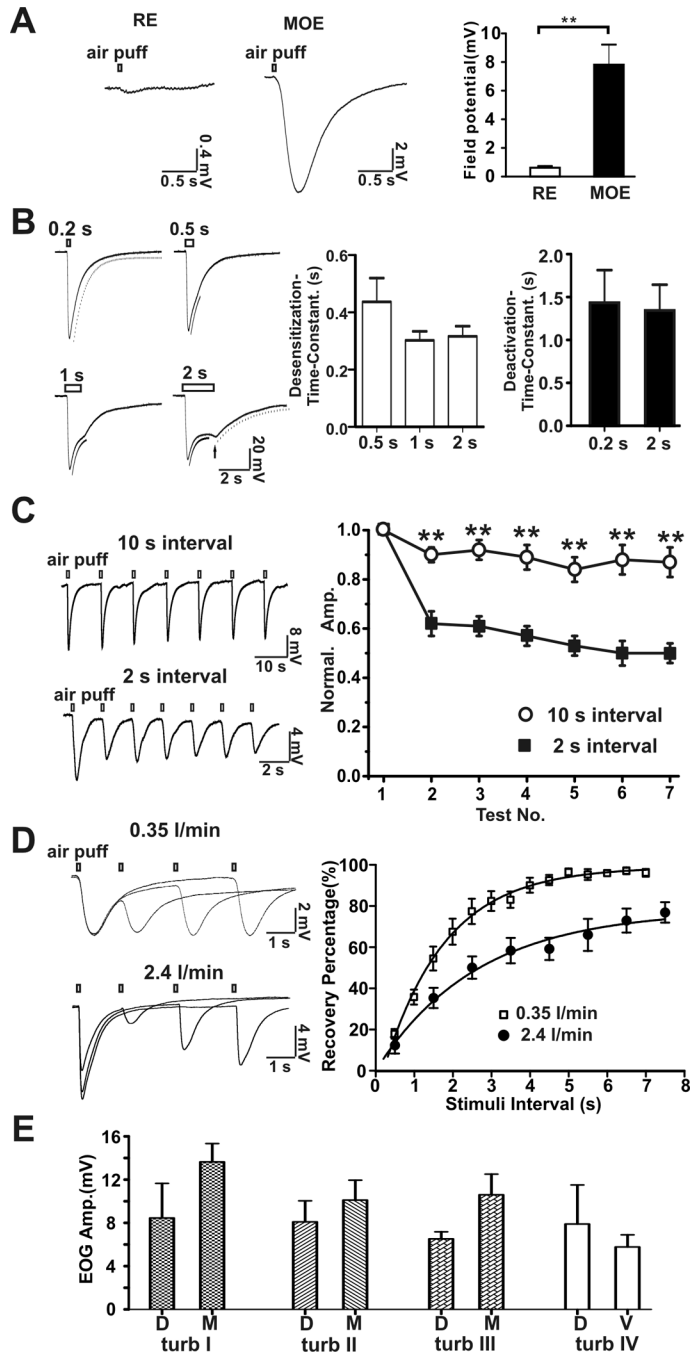 A
RE
MOE
air puff
air puff
0.4 mV
0.5 s
2 mV
0.5 s
Field potential(mV)
10
8
6
4
2
0
**
RE
MOE
B
0.2 s
0.5 s
1 s
2 s
20 mV
2 s
Desensitization-
Time-Constant. (s)
0.6
0.4
0.2
0.0
0.5 s
1 s
2 s
Deactivation-
Time-Constant. (s)
2.0
1.5
1.0
0.5
0.0
0.2 s
2 s
C
10 s interval
air puff
8 mV
10 s
2 s interval
air puff
4 mV
2 s
Normal. Amp.
1.0
0.8
0.6
0.4
0.2
0.0
** ** ** ** ** **
10 s interval
2 s interval
1 2 3 4 5 6 7
Test No.
D
0.35 l/min
air puff
2 mV
1 s
2.4 l/min
4 mV
1 s
Recovery Percentage(%)
100
80
60
40
20
0
0.35 l/min
2.4 l/min
0 1 2 3 4 5 6 7 8
Stimuli Interval (s)
E
EOG Amp.(mV)
16
12
8
4
0
D M D M D M D V
turb I turb II turb III turb IV